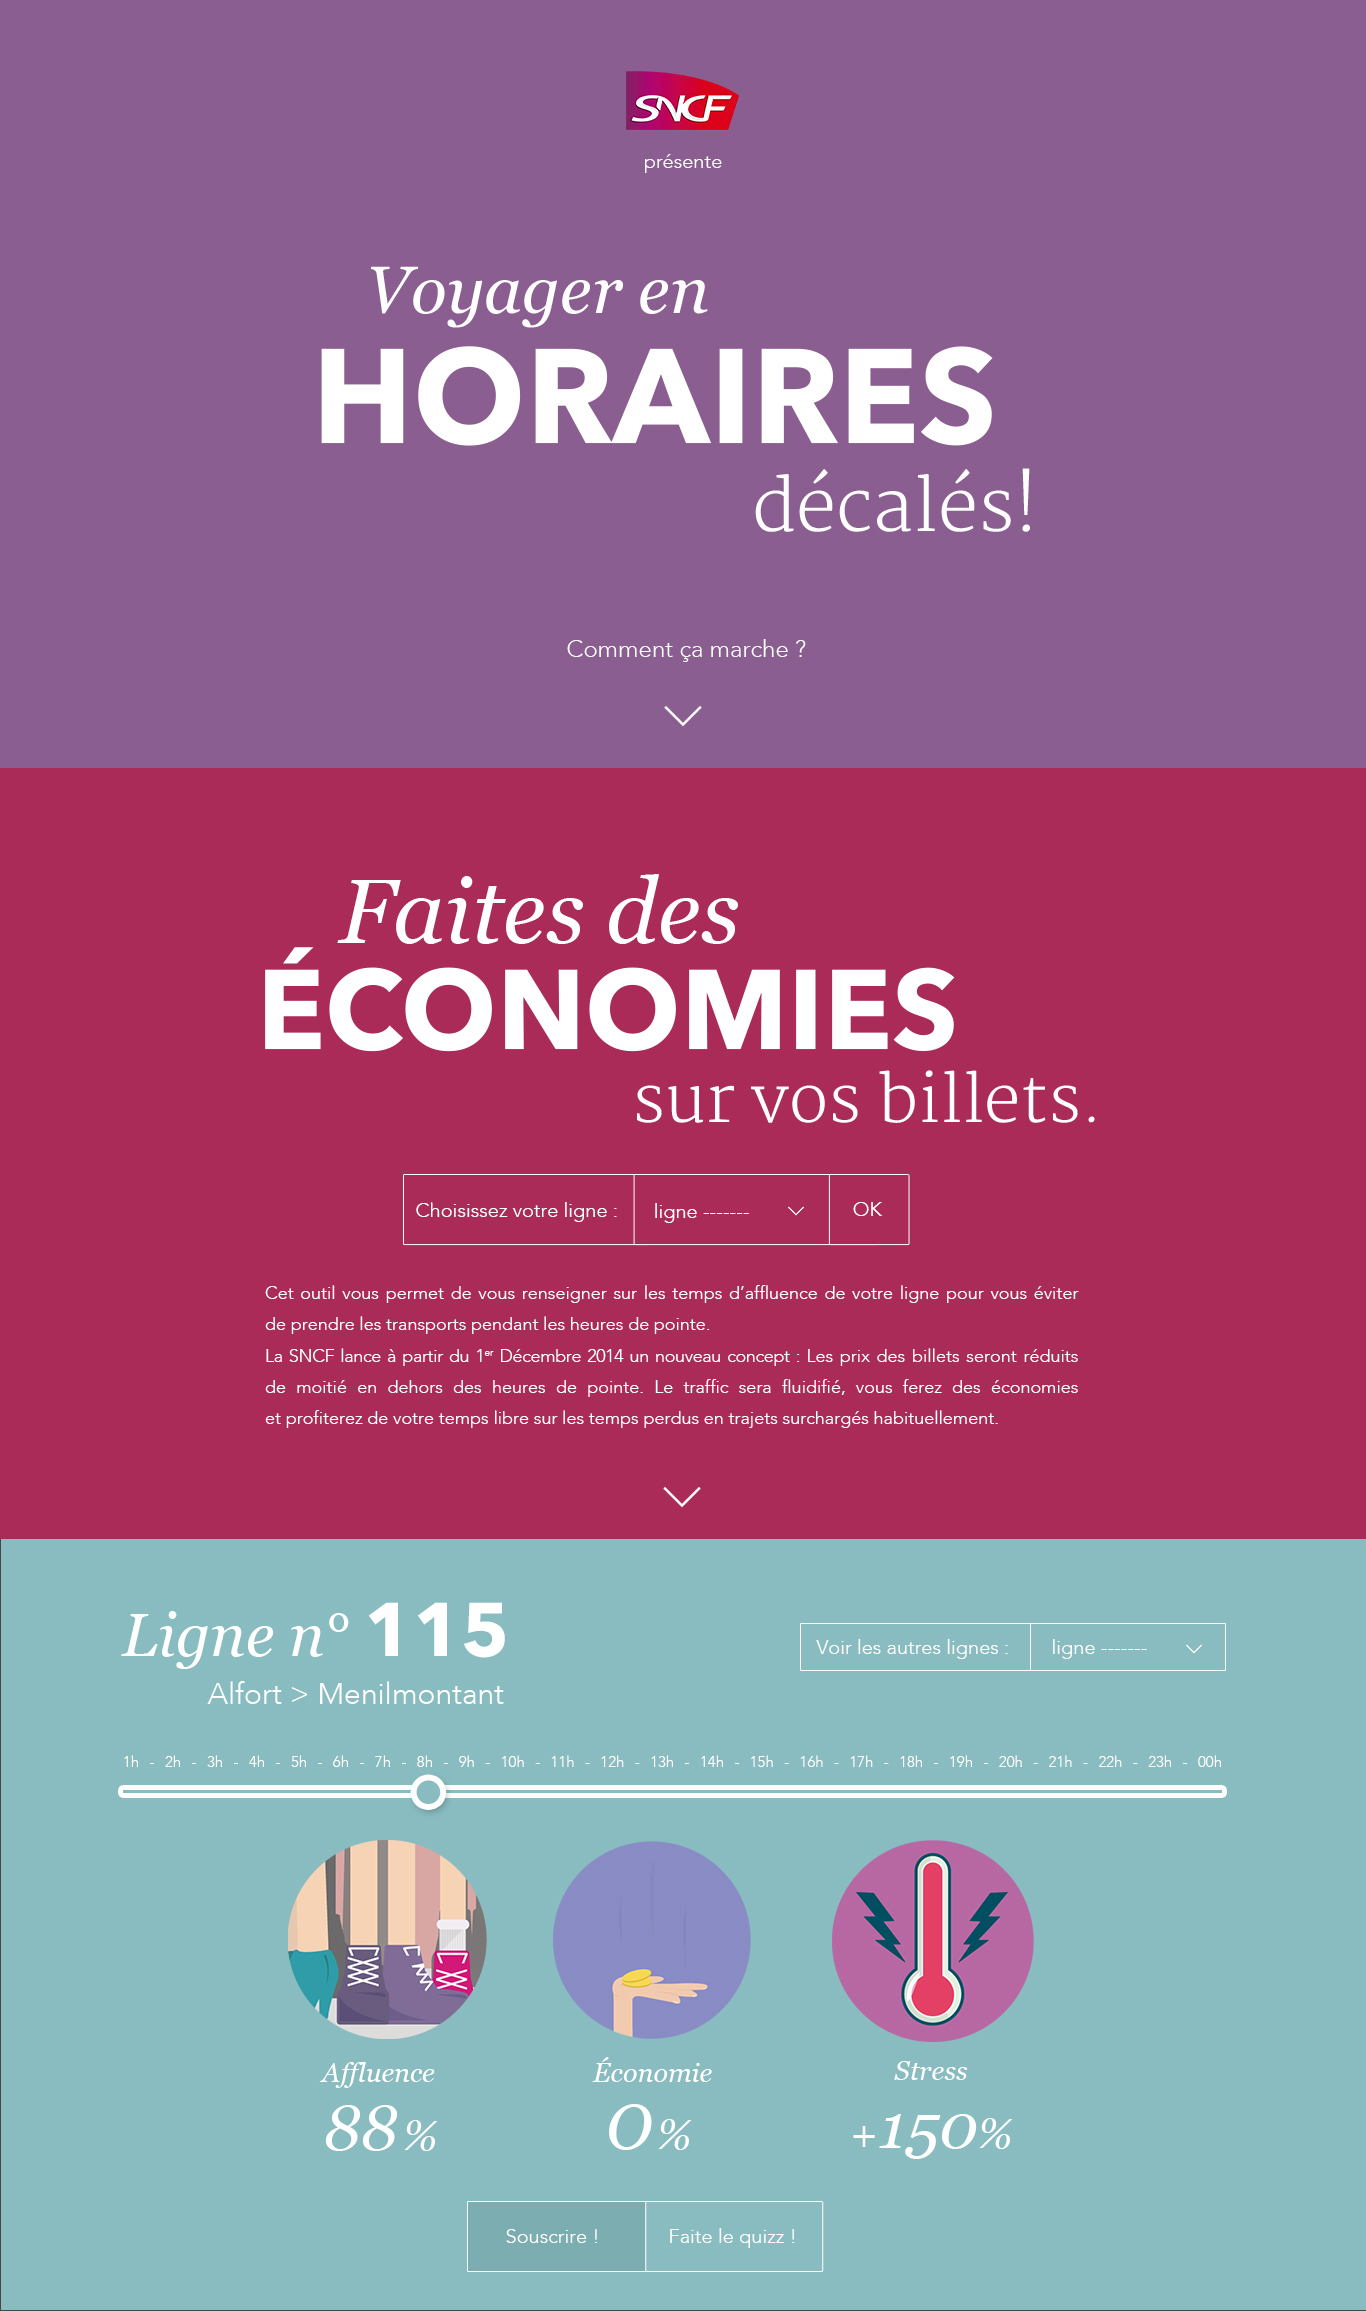 SNCF
présente
Voyager en
HORAIRES
décalés!
Comment ça marche ?
Faites des
ÉCONOMIES
sur vos billets.
Choisissez votre ligne : ligne ------- OK
Cet outil vous permet de vous renseigner sur les temps d’affluence de votre ligne pour vous éviter
de prendre les transports pendant les heures de pointe.
La SNCF lance à partir du 1er Décembre 2014 un nouveau concept : Les prix des billets seront réduits
de moitié en dehors des heures de pointe. Le traffic sera fluidifié, vous ferez des économies
et profiterez de votre temps libre sur les temps perdus en trajets surchargés habituellement.
Ligne n° 115
Alfort > Menilmontant
Voir les autres lignes : ligne -------
1h - 2h - 3h - 4h - 5h - 6h - 7h - 8h - 9h - 10h - 11h - 12h - 13h - 14h - 15h - 16h - 17h - 18h - 19h - 20h - 21h - 22h - 23h - 00h
Affluence Économie Stress
88% 0% +150%
Souscrire ! Faite le quizz !